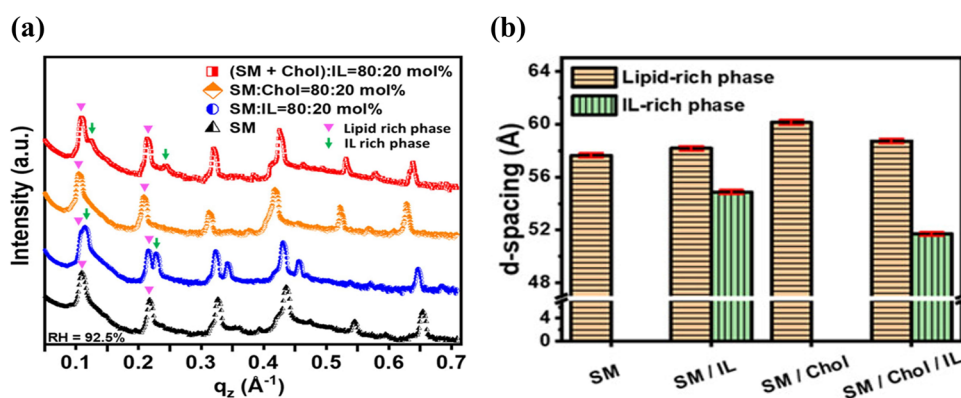 (a)
(SM + Chol):IL=80:20 mol%
SM:Chol=80:20 mol%
SM:IL=80:20 mol%
SM
Lipid rich phase
IL rich phase
RH = 92.5%
Intensity (a.u.)
0.1 0.2 0.3 0.4 0.5 0.6 0.7
qz (Å-1)
(b)
Lipid-rich phase
IL-rich phase
d-spacing (Å)
64
60
56
52
48
4
0
SM
SM / IL
SM / Chol
SM / Chol / IL